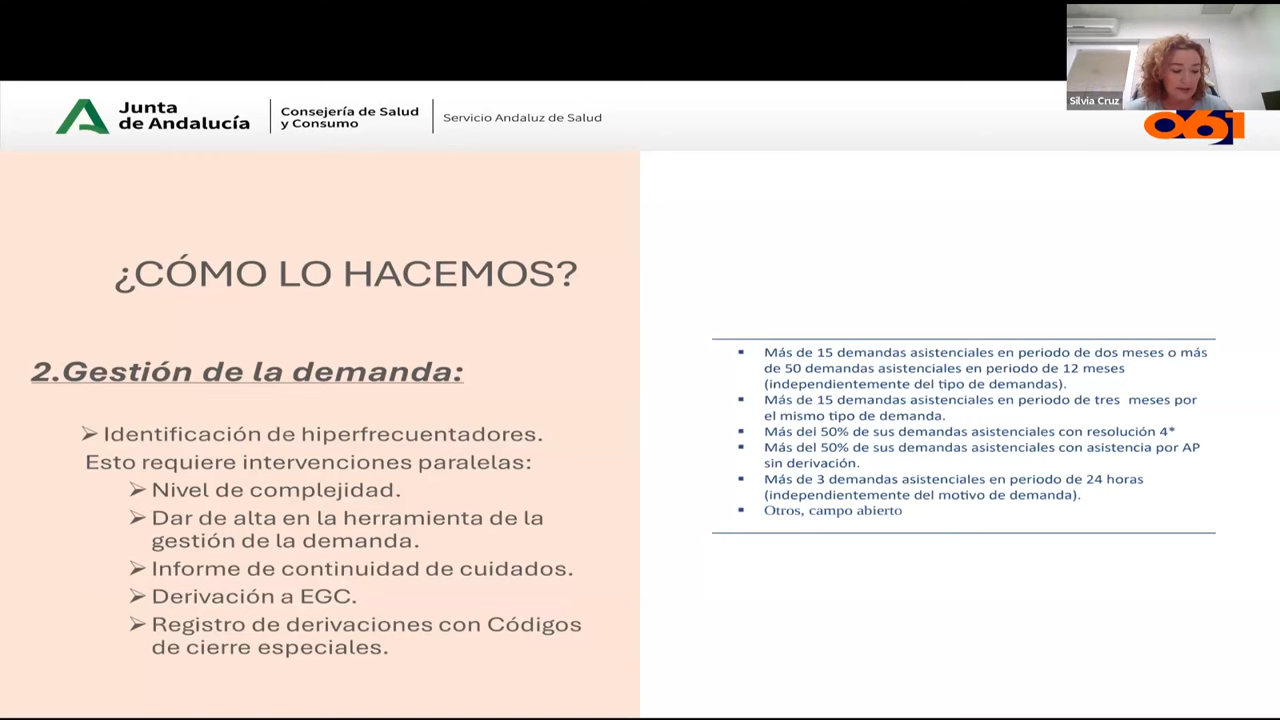 Junta
de Andalucía
Consejería de Salud
y Consumo
Servicio Andaluz de Salud
Silvia Cruz
061
¿CÓMO LO HACEMOS?
2.Gestión de la demanda:
Identificación de hiperfrecuentadores.
Esto requiere intervenciones paralelas:
Nivel de complejidad.
Dar de alta en la herramienta de la
gestión de la demanda.
Informe de continuidad de cuidados.
Derivación a EGC.
Registro de derivaciones con Códigos
de cierre especiales.
Más de 15 demandas asistenciales en periodo de dos meses o más
de 50 demandas asistenciales en periodo de 12 meses
(independientemente del tipo de demandas).
Más de 15 demandas asistenciales en periodo de tres meses por
el mismo tipo de demanda.
Más del 50% de sus demandas asistenciales con resolución 4*
Más del 50% de sus demandas asistenciales con asistencia por AP
sin derivación.
Más de 3 demandas asistenciales en periodo de 24 horas
(independientemente del motivo de demanda).
Otros, campo abierto